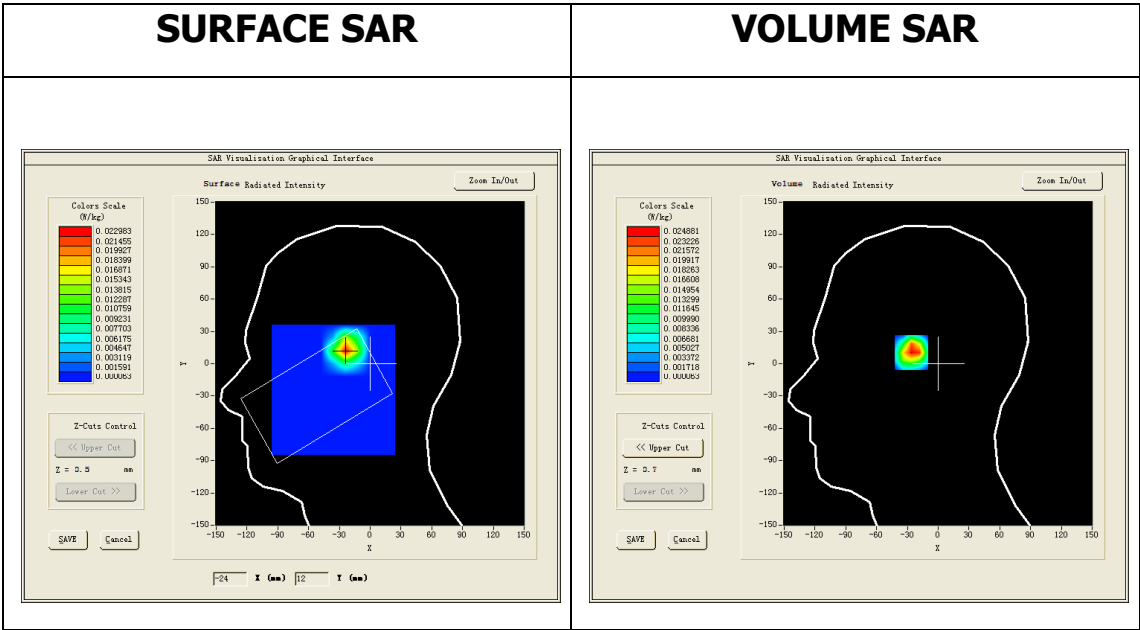 SURFACE SAR
VOLUME SAR
SAR Visualisation Graphical Interface
Surface Radiated Intensity
Zoom In/Out
Colors Scale
(W/kg)
0.022983
0.021455
0.019927
0.018399
0.016871
0.015343
0.013815
0.012287
0.010759
0.009231
0.007703
0.006175
0.004647
0.003119
0.001591
0.000063
Z-Cuts Control
<< Upper Cut
Z = 0.5 mm
Lower Cut >>
SAVE Cancel
150
120
90
60
30
0
-30
-60
-90
-120
-150
Y
-150 -120 -90 -60 -30 0 30 60 90 120 150
X
-24 X (mm) 12 Y (mm)
SAR Visualisation Graphical Interface
Volume Radiated Intensity
Zoom In/Out
Colors Scale
(W/kg)
0.024881
0.023226
0.021572
0.019917
0.018263
0.016608
0.014954
0.013299
0.011645
0.009990
0.008336
0.006681
0.005027
0.003372
0.001718
0.000063
Z-Cuts Control
<< Upper Cut
Z = 0.7 mm
Lower Cut >>
SAVE Cancel
150
120
90
60
30
0
-30
-60
-90
-120
-150
Y
-150 -120 -90 -60 -30 0 30 60 90 120 150
X